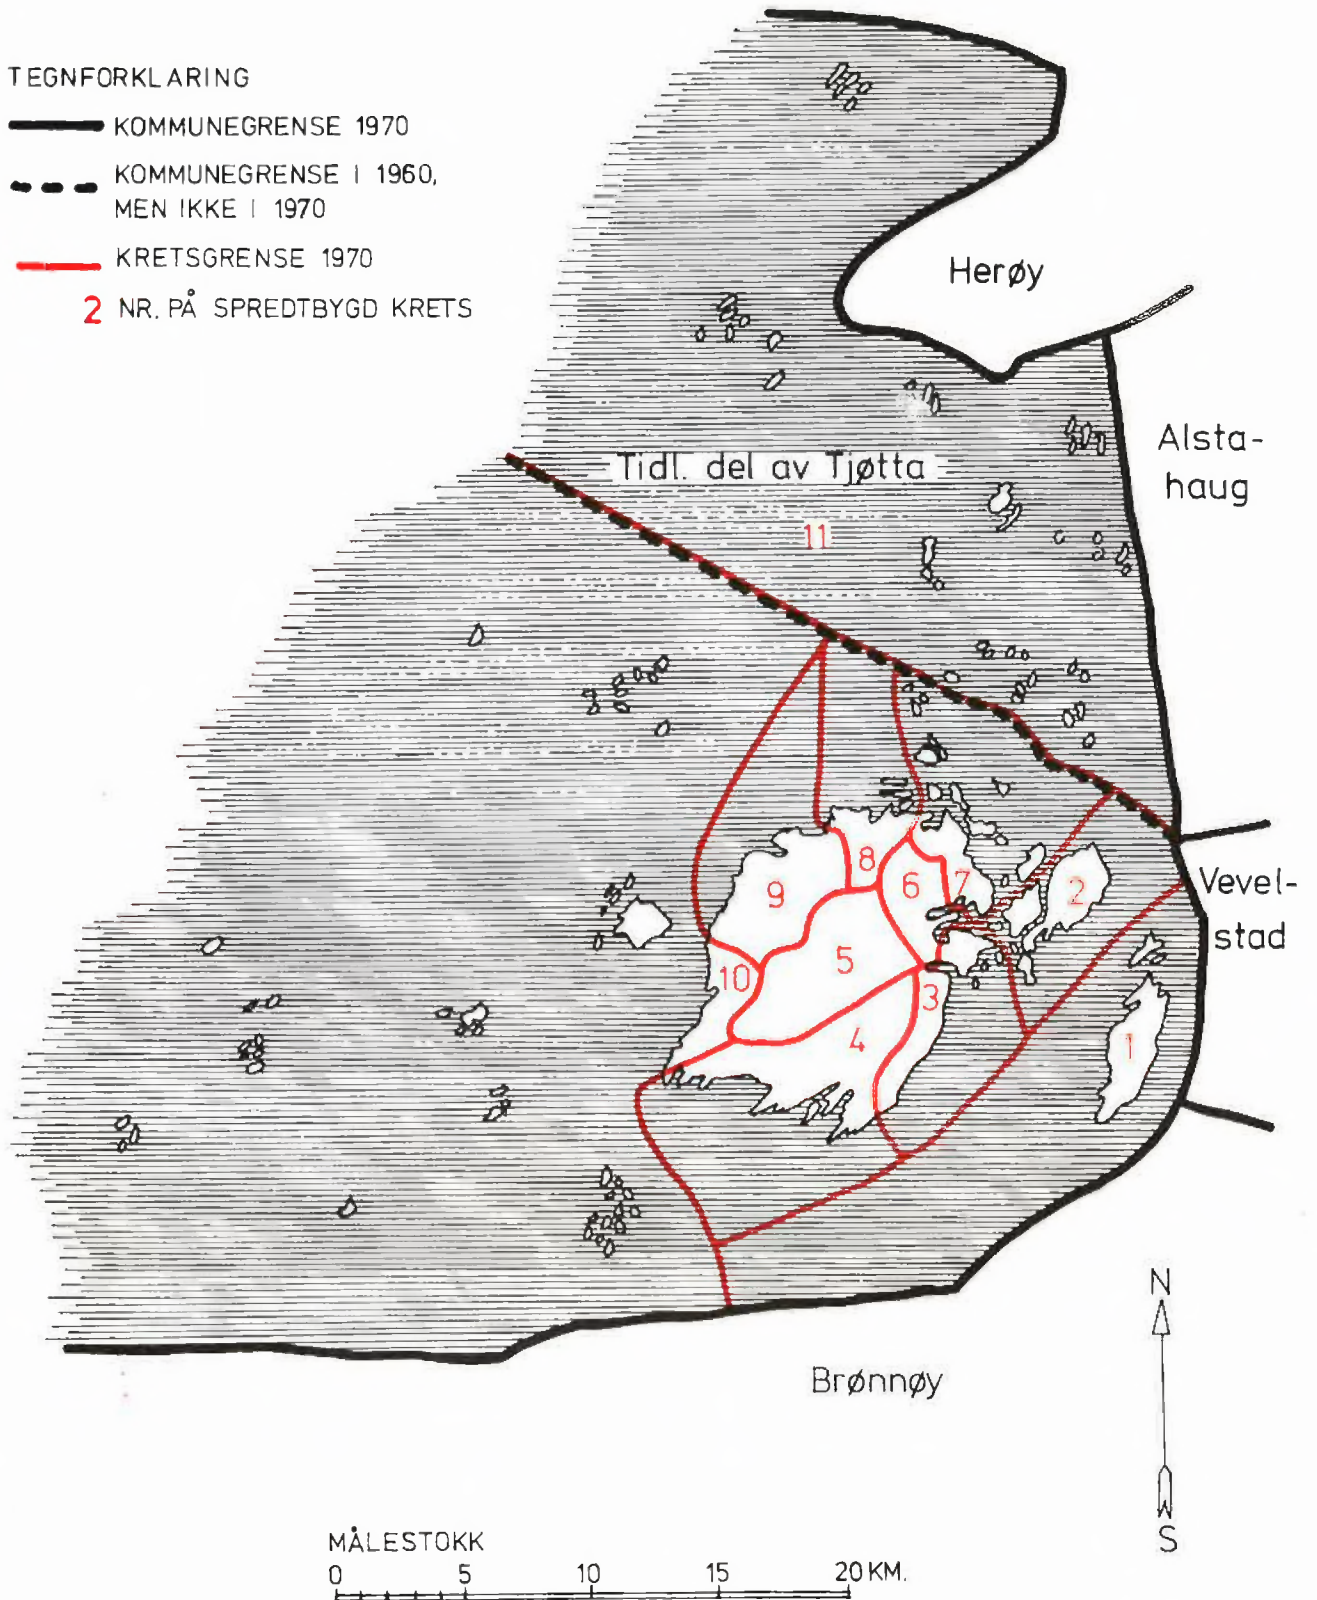 TEGNFORKLARING
KOMMUNEGRENSE 1970
KOMMUNEGRENSE I 1960,
MEN IKKE I 1970
KRETSGRENSE 1970
2 NR. PÅ SPREDTBYGD KRETS
Herøy
Alsta-
haug
Tidl. del av Tjøtta
11
8
9
6
7
2
Vevel-
stad
5
10
3
4
1
N
S
Brønnøy
MÅLESTOKK
0 5 10 15 20 KM.